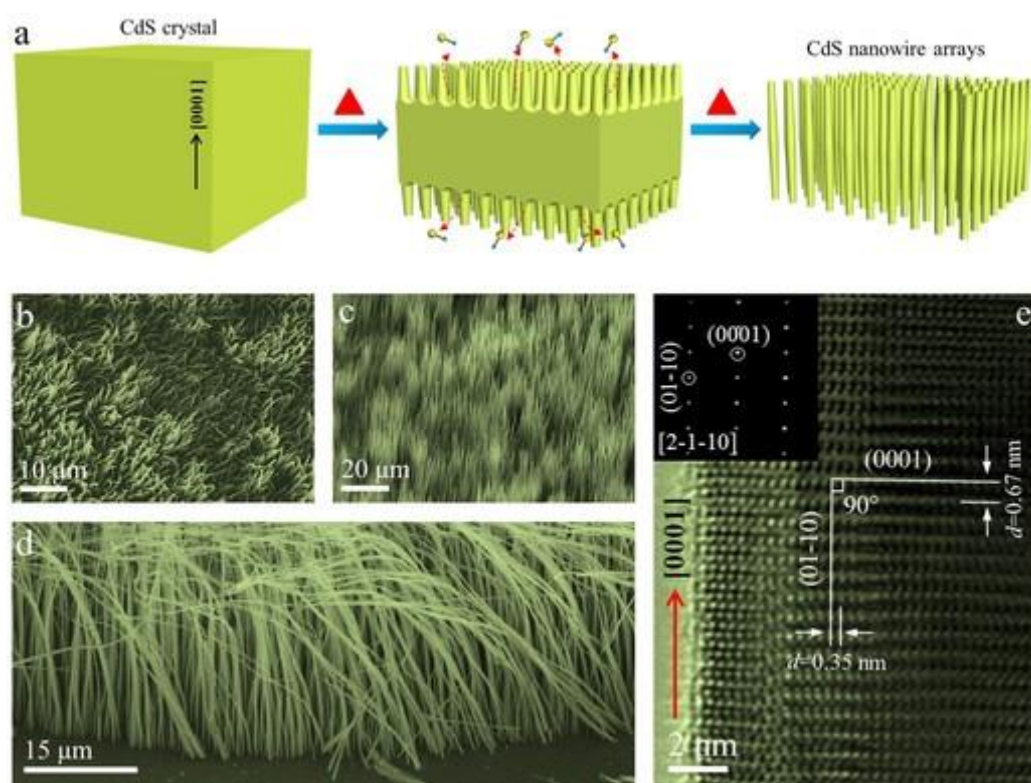 a
CdS crystal
[0001]
CdS nanowire arrays
b
10 μm
c
20 μm
d
15 μm
e
(0001)
(01-10)
[2-1-10]
(0001)
90°
(01-10)
d=0.67 nm
d=0.35 nm
[0001]
2 nm